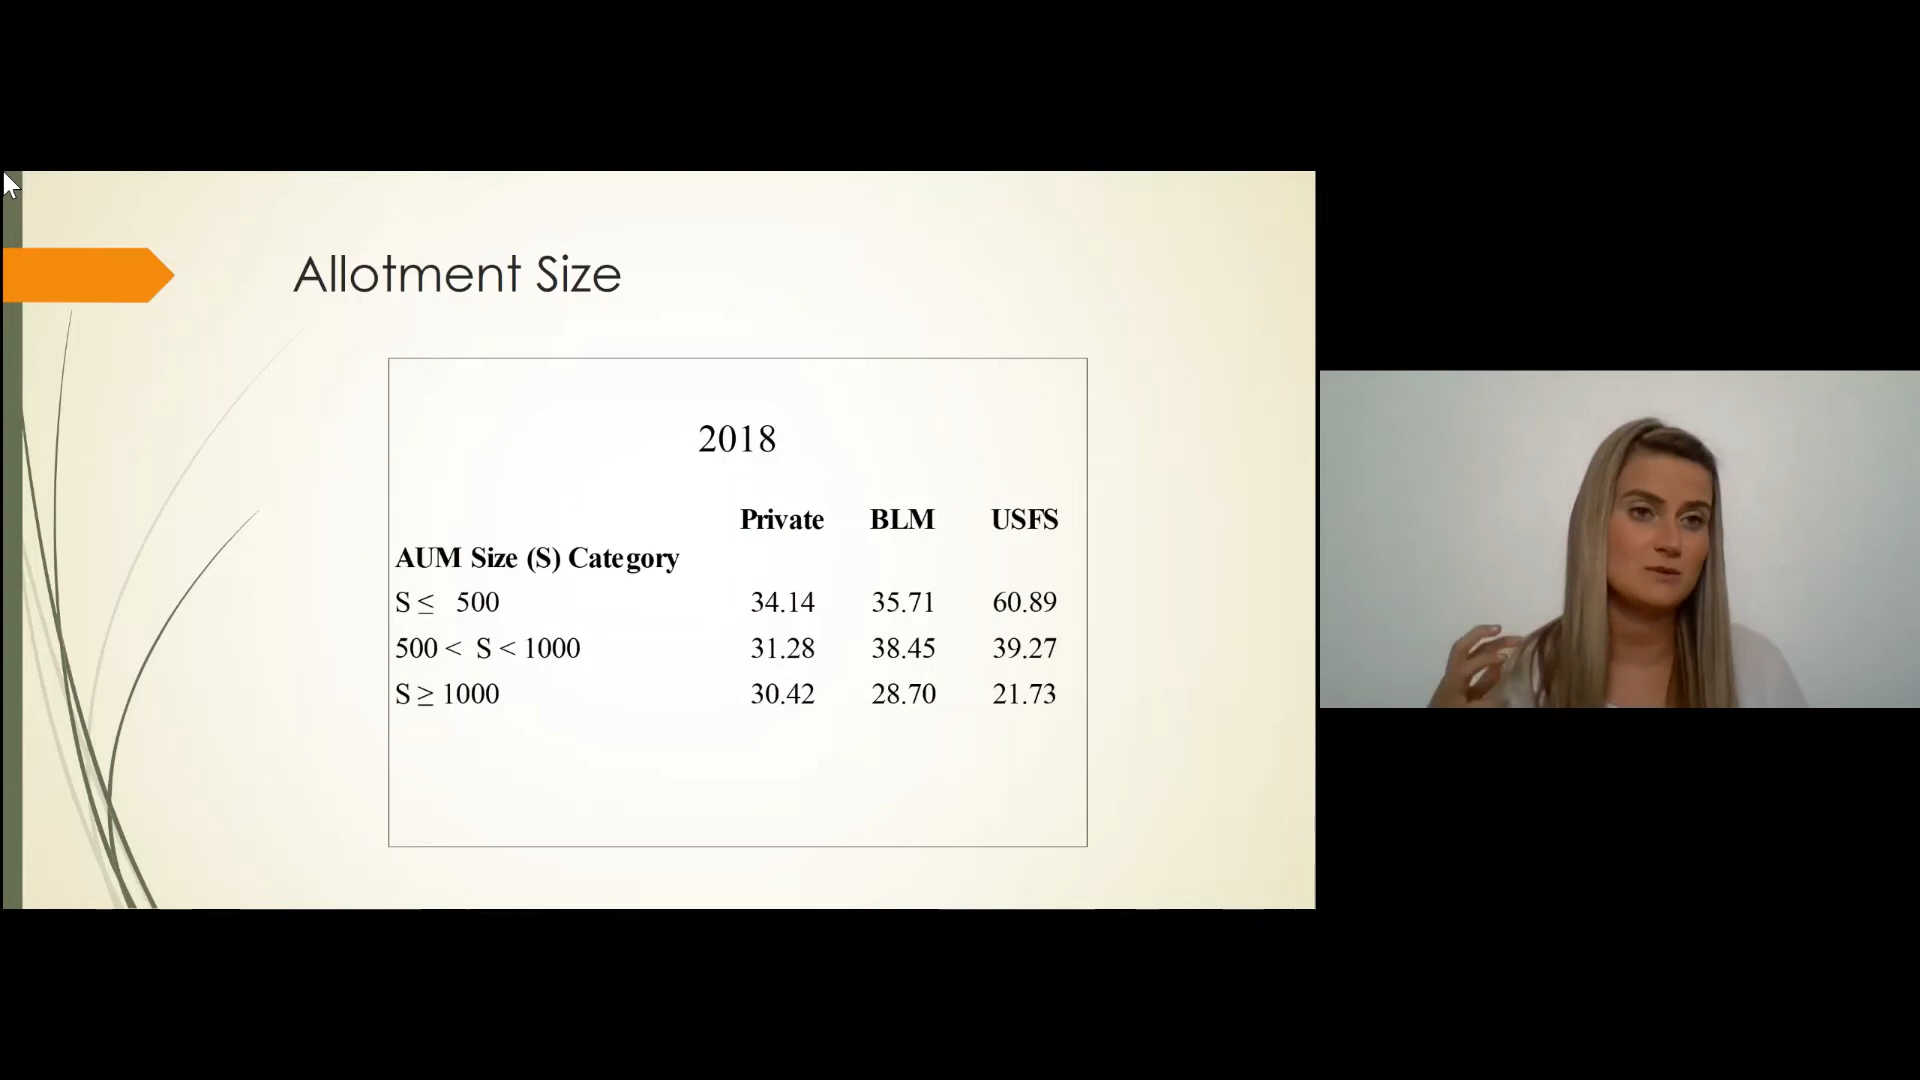 Allotment Size
2018
Private BLM USFS
AUM Size (S) Category
S ≤ 500 34.14 35.71 60.89
500 < S < 1000 31.28 38.45 39.27
S ≥ 1000 30.42 28.70 21.73